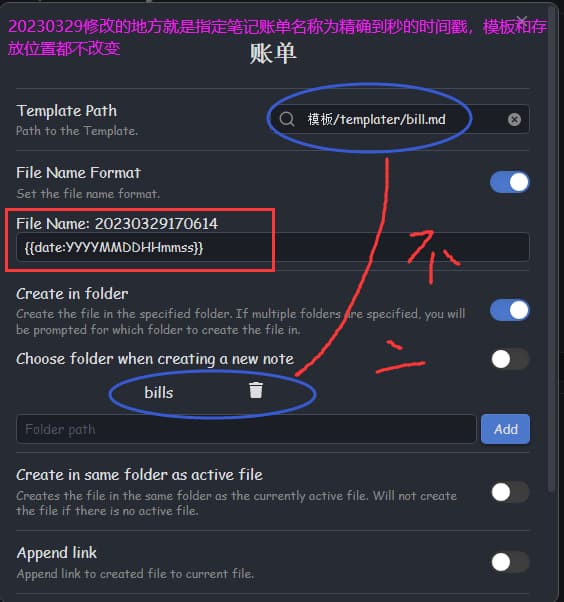 20230329修改的地方就是指定笔记账单名称为精确到秒的时间戳，模板和存
放位置都不改变
账单
Template Path
Path to the Template.
模板/templater/bill.md
File Name Format
Set the file name format.
File Name: 20230329170614
{{date:YYYYMMDDHHmmss}}
Create in folder
Create the file in the specified folder. If multiple folders are specified, you will
be prompted for which folder to create the file in.
Choose folder when creating a new note
bills
Folder path
Add
Create in same folder as active file
Creates the file in the same folder as the currently active file. Will not create
the file if there is no active file.
Append link
Append link to created file to current file.